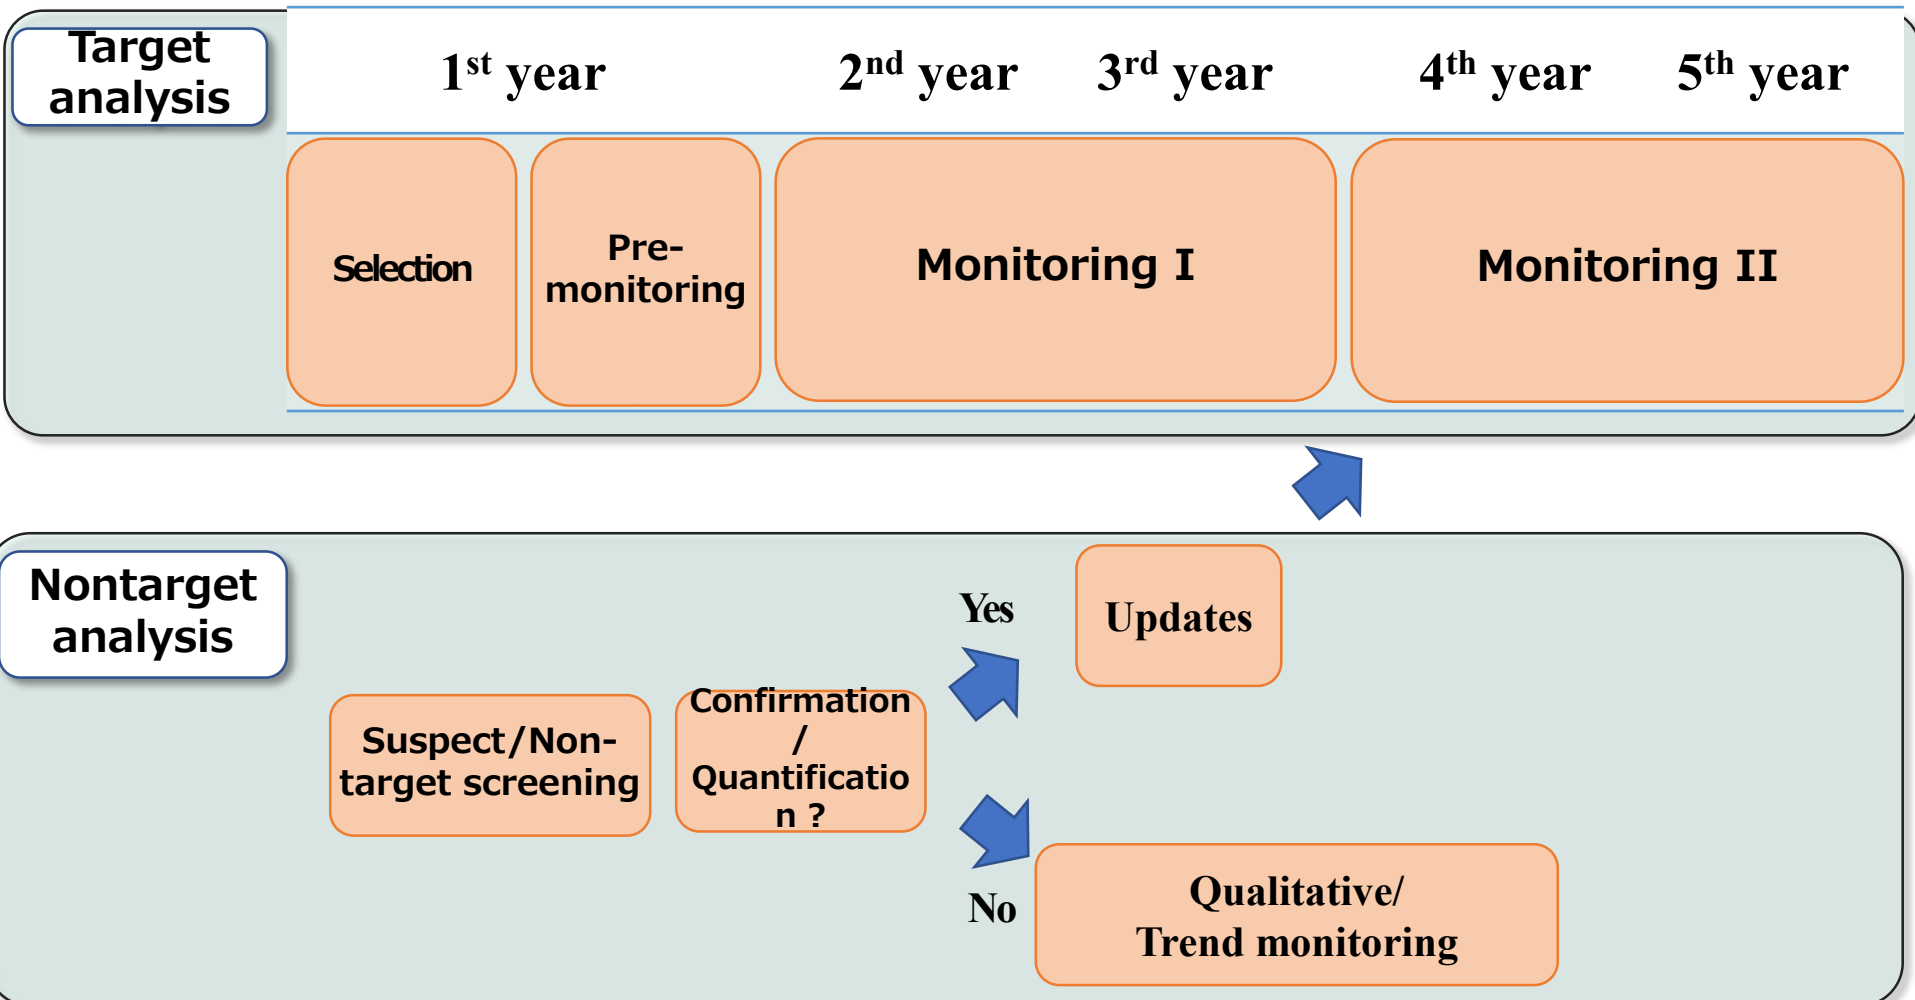 Target
analysis
1st year
2nd year
3rd year
4th year
5th year
Selection
Pre-
monitoring
Monitoring I
Monitoring II
Nontarget
analysis
Suspect/Non-
target screening
Confirmation
/
Quantificatio
n ?
Yes
Updates
No
Qualitative/
Trend monitoring